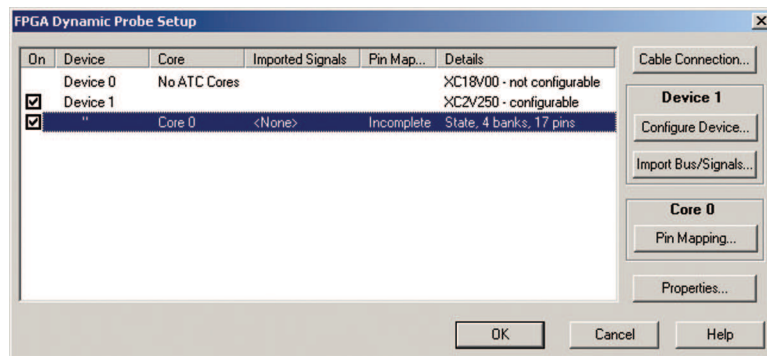 FPGA Dynamic Probe Setup
On Device Core Imported Signals Pin Map... Details
Device 0 No ATC Cores XC18V00 - not configurable
Device 1 XC2V250 - configurable
" Core 0 <None> Incomplete State, 4 banks, 17 pins
Cable Connection...
Device 1
Configure Device...
Import Bus/Signals...
Core 0
Pin Mapping...
Properties...
OK Cancel Help